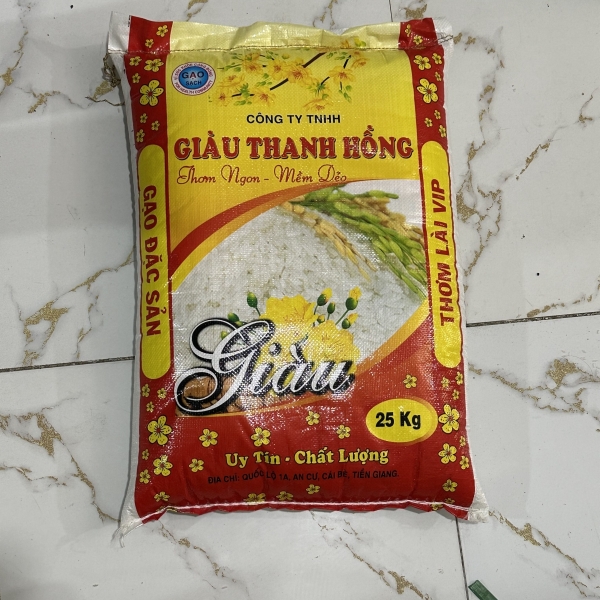 GẠO
SẠCH
CÔNG TY TNHH
GIÀU THANH HỒNG
Thơm Ngon - Mềm Dẻo
GẠO ĐẶC SẢN
THƠM LÀI VIP
Giàu
25 Kg
Uy Tín - Chất Lượng
ĐỊA CHỈ: QUỐC LỘ 1A, AN CƯ, CÁI BÈ, TIỀN GIANG.